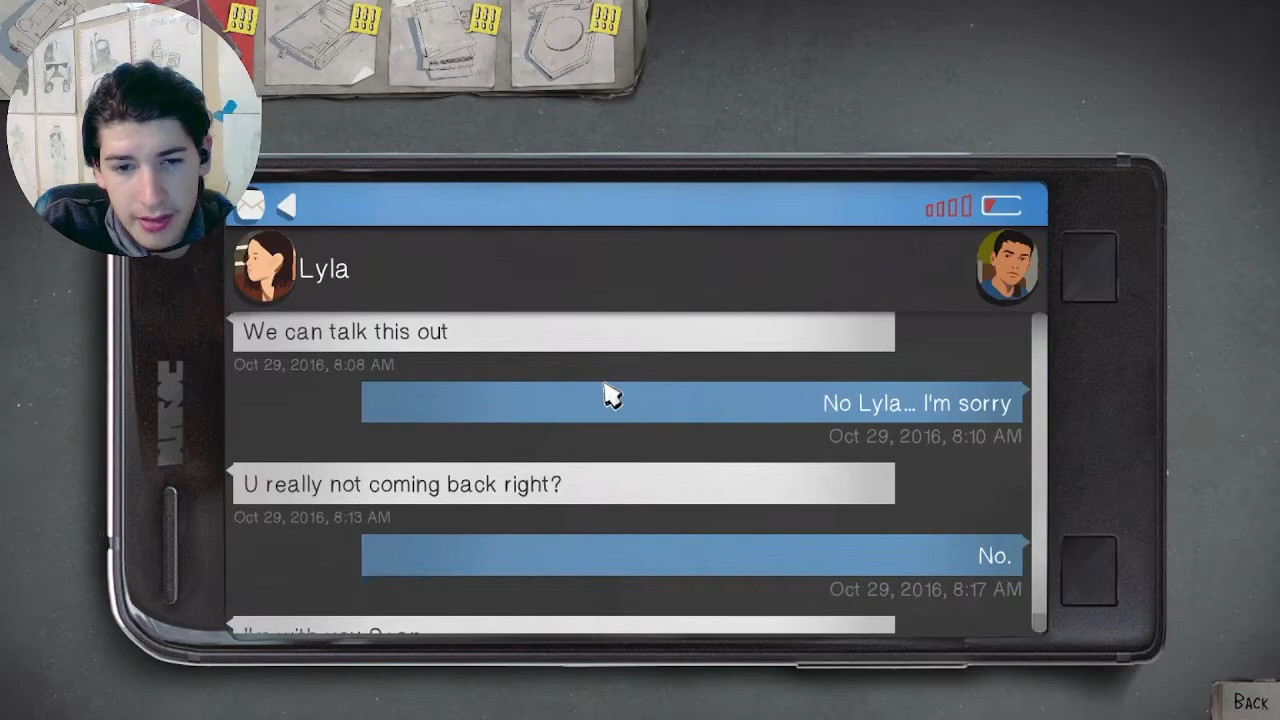 Lyla
We can talk this out
Oct 29, 2016, 8:08 AM
No Lyla... I'm sorry
Oct 29, 2016, 8:10 AM
U really not coming back right?
Oct 29, 2016, 8:13 AM
No.
Oct 29, 2016, 8:17 AM
BACK